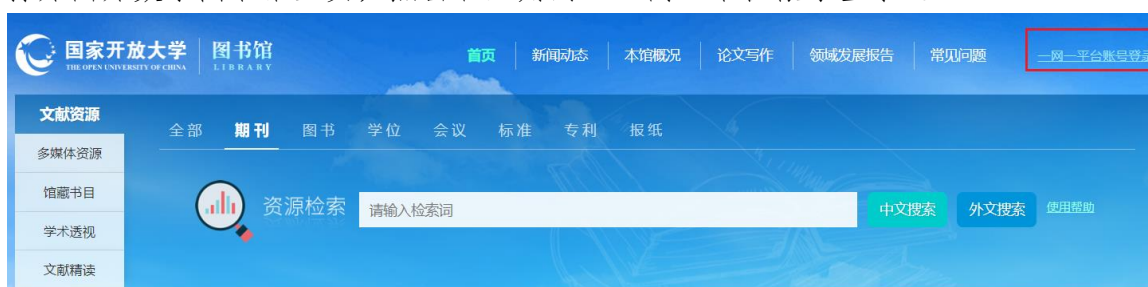 国家开放大学
THE OPEN UNIVERSITY OF CHINA
图书馆
LIBRARY
首页
新闻动态
本馆概况
论文写作
领域发展报告
常见问题
一网一平台账号登录
文献资源
多媒体资源
馆藏书目
学术透视
文献精读
全部
期刊
图书
学位
会议
标准
专利
报纸
资源检索
请输入检索词
中文搜索
外文搜索
使用帮助